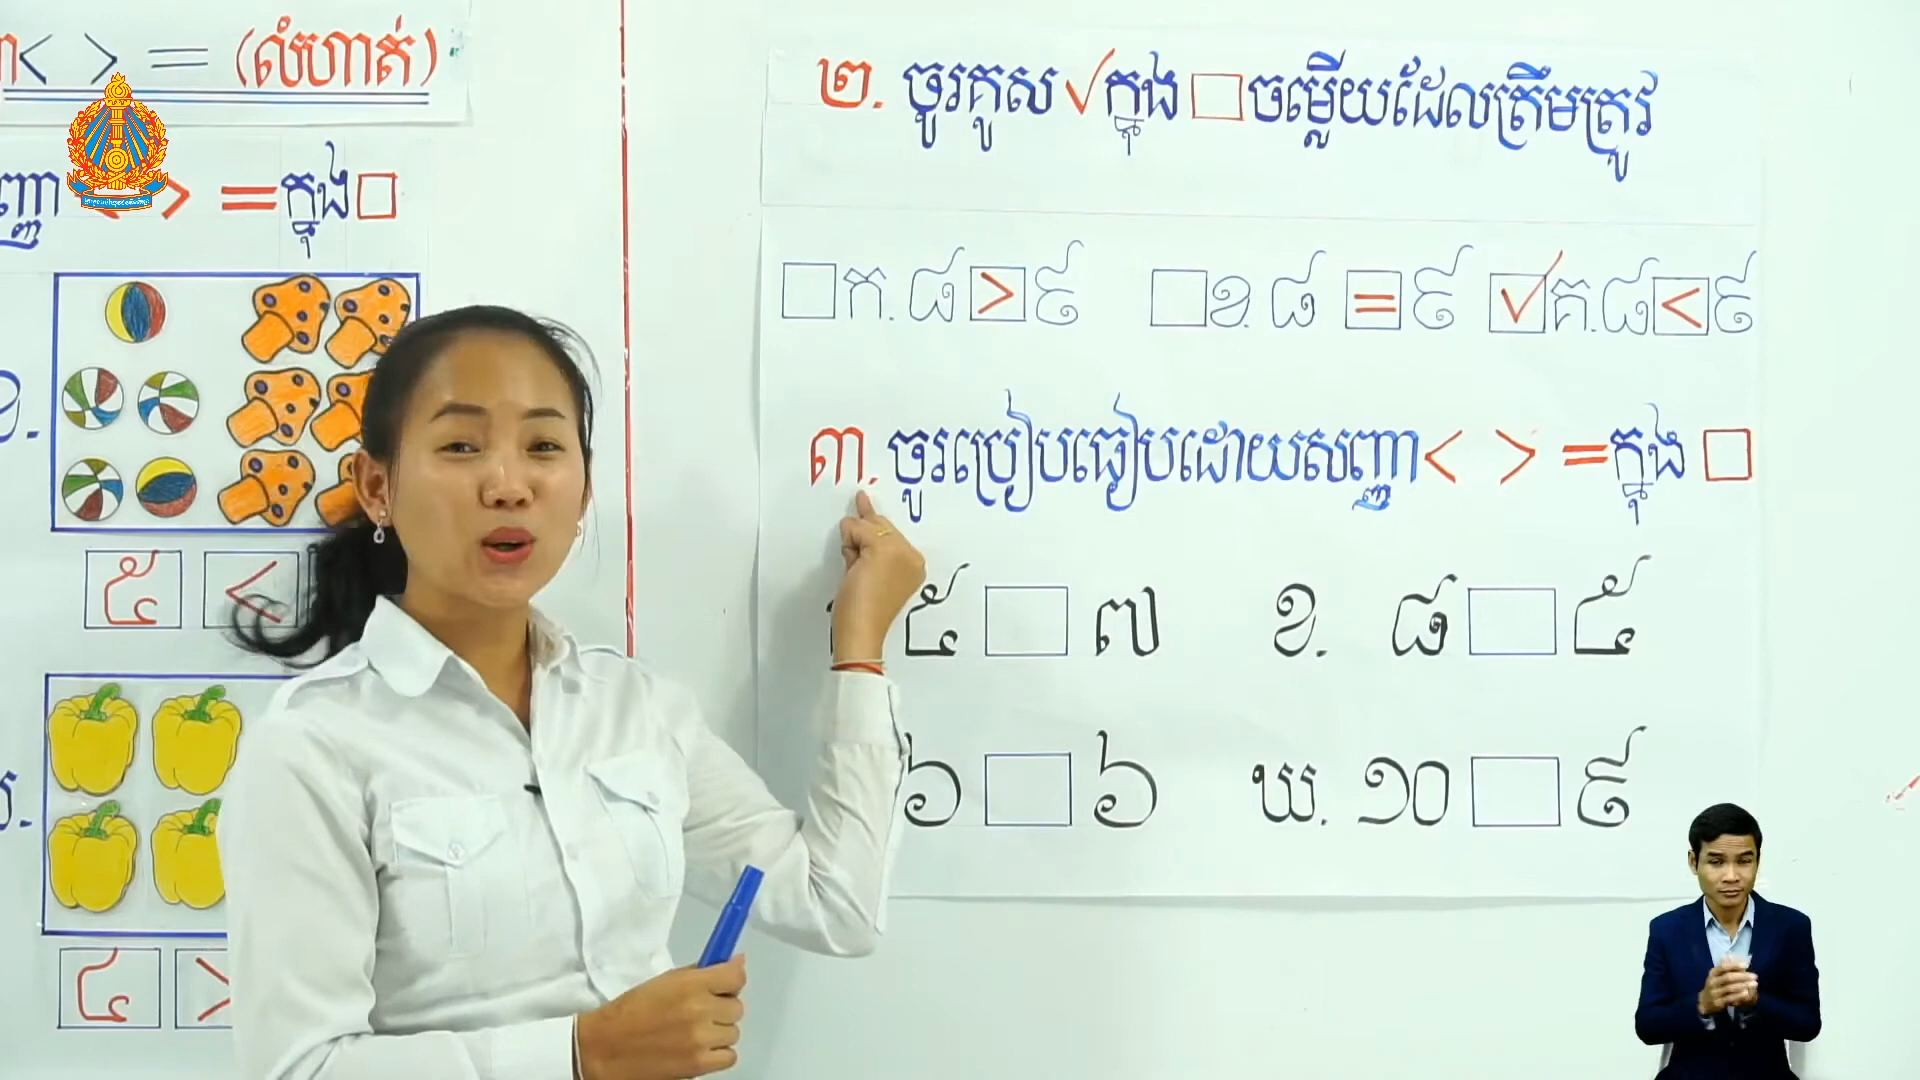 < > = (លំហាត់)
សញ្ញា < > = ក្នុង □
ខ.
៥ <
៤ >
២. ចូរគូស ✓ ក្នុង □ ចម្លើយដែលត្រឹមត្រូវ
□ ក. ៨ > ៩ □ ខ. ៨ = ៩ ✓ គ. ៨ < ៩
៣. ចូរប្រៀបធៀបដោយសញ្ញា < > = ក្នុង □
៥ □ ៧ ខ. ៨ □ ៥
៦ □ ៦ ឃ. ១០ □ ៩